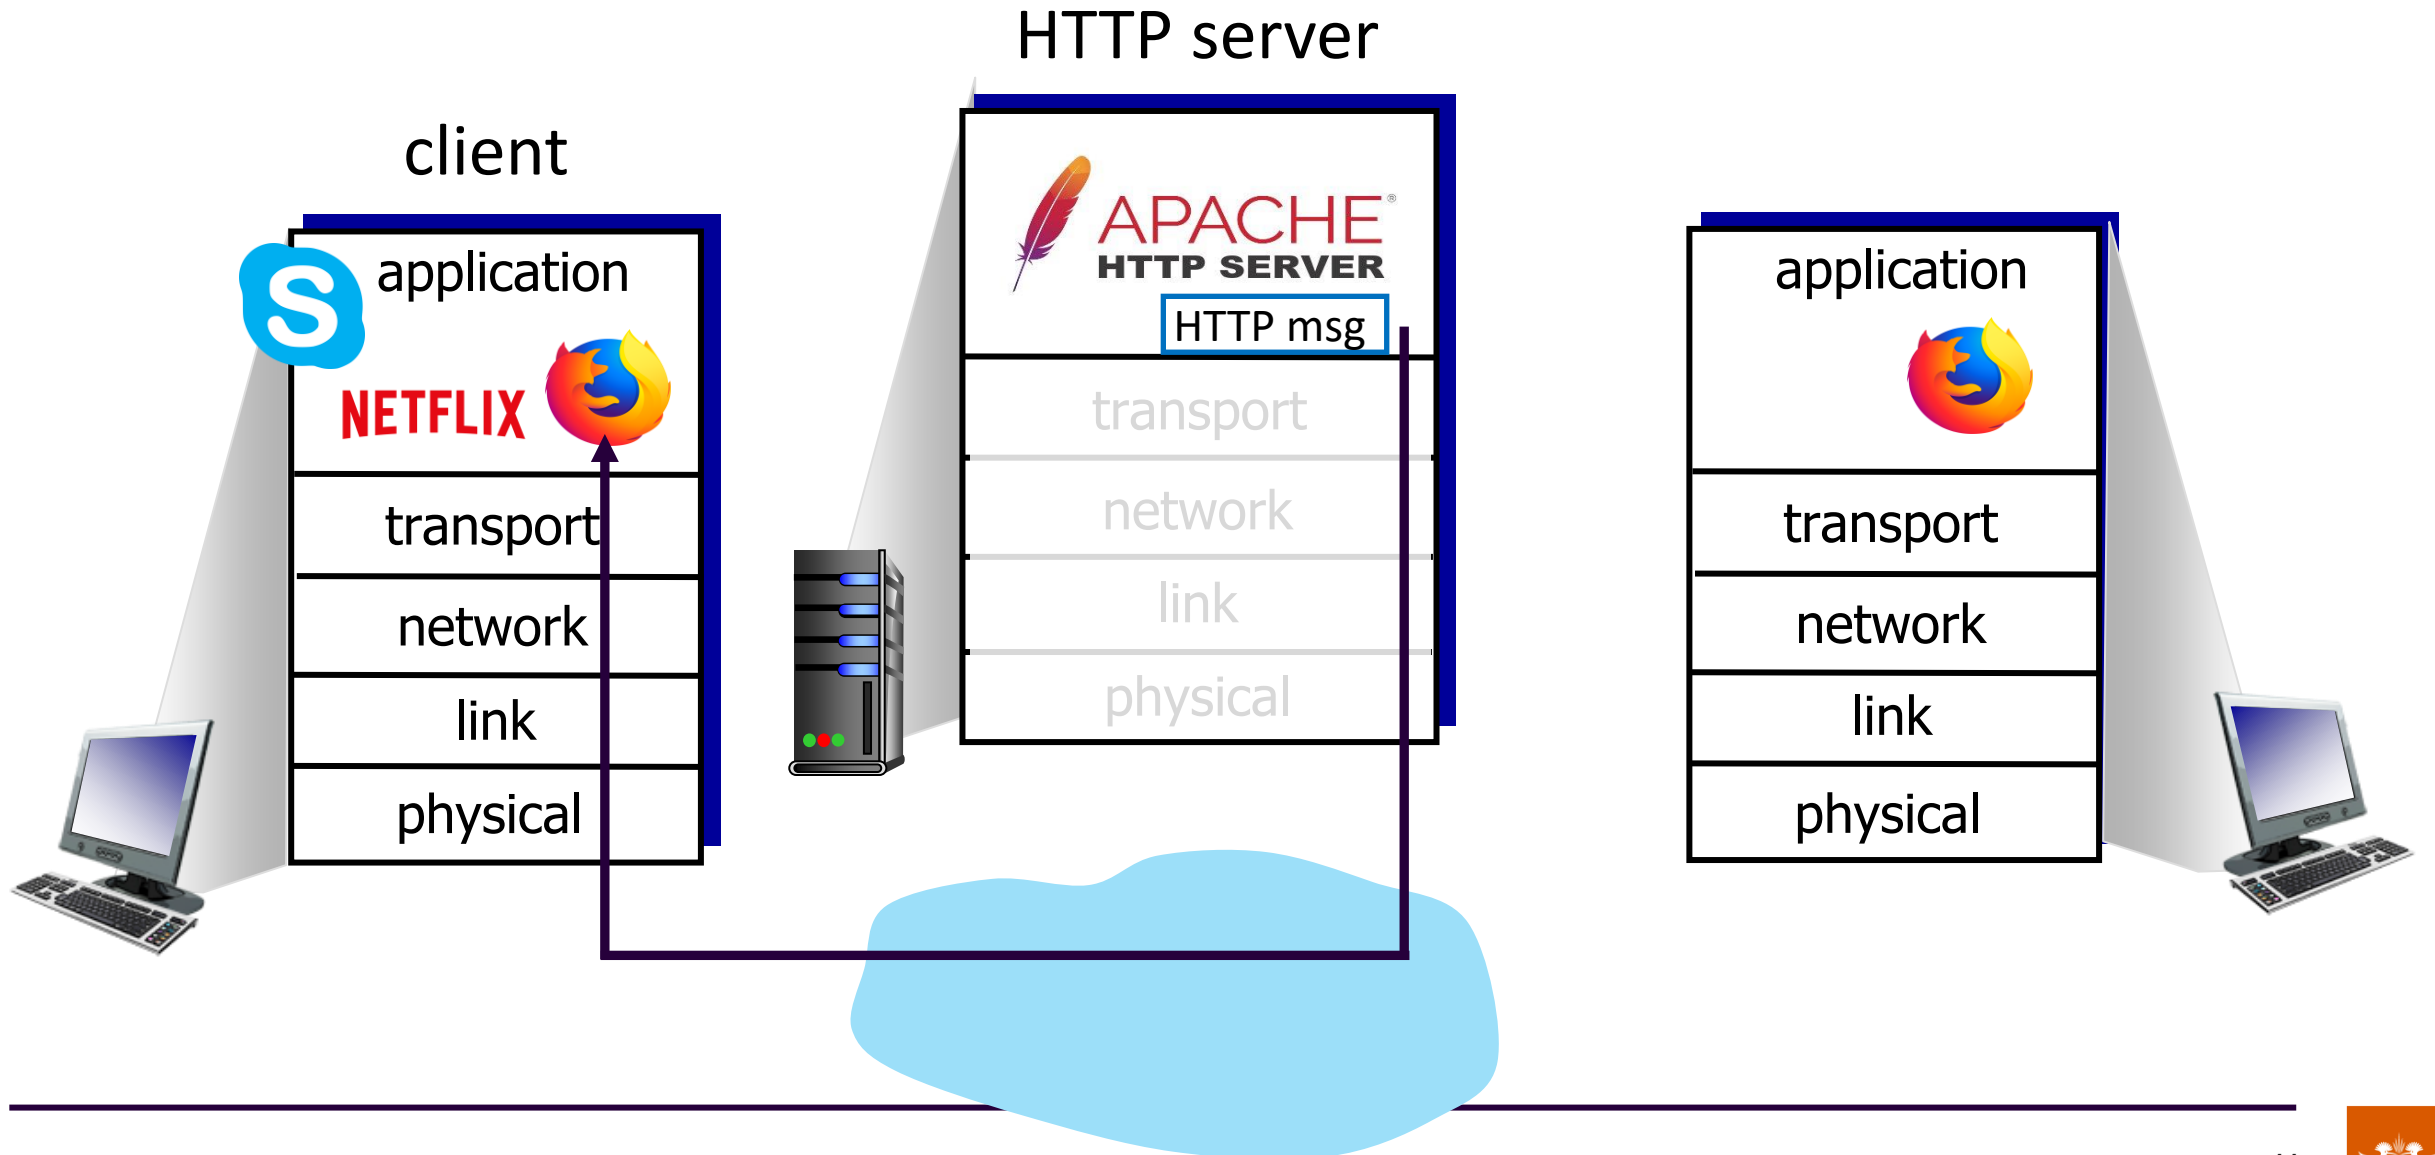 HTTP server
client
application
S
NETFLIX
transport
network
link
physical
APACHE®
HTTP SERVER
HTTP msg
transport
network
link
physical
application
transport
network
link
physical